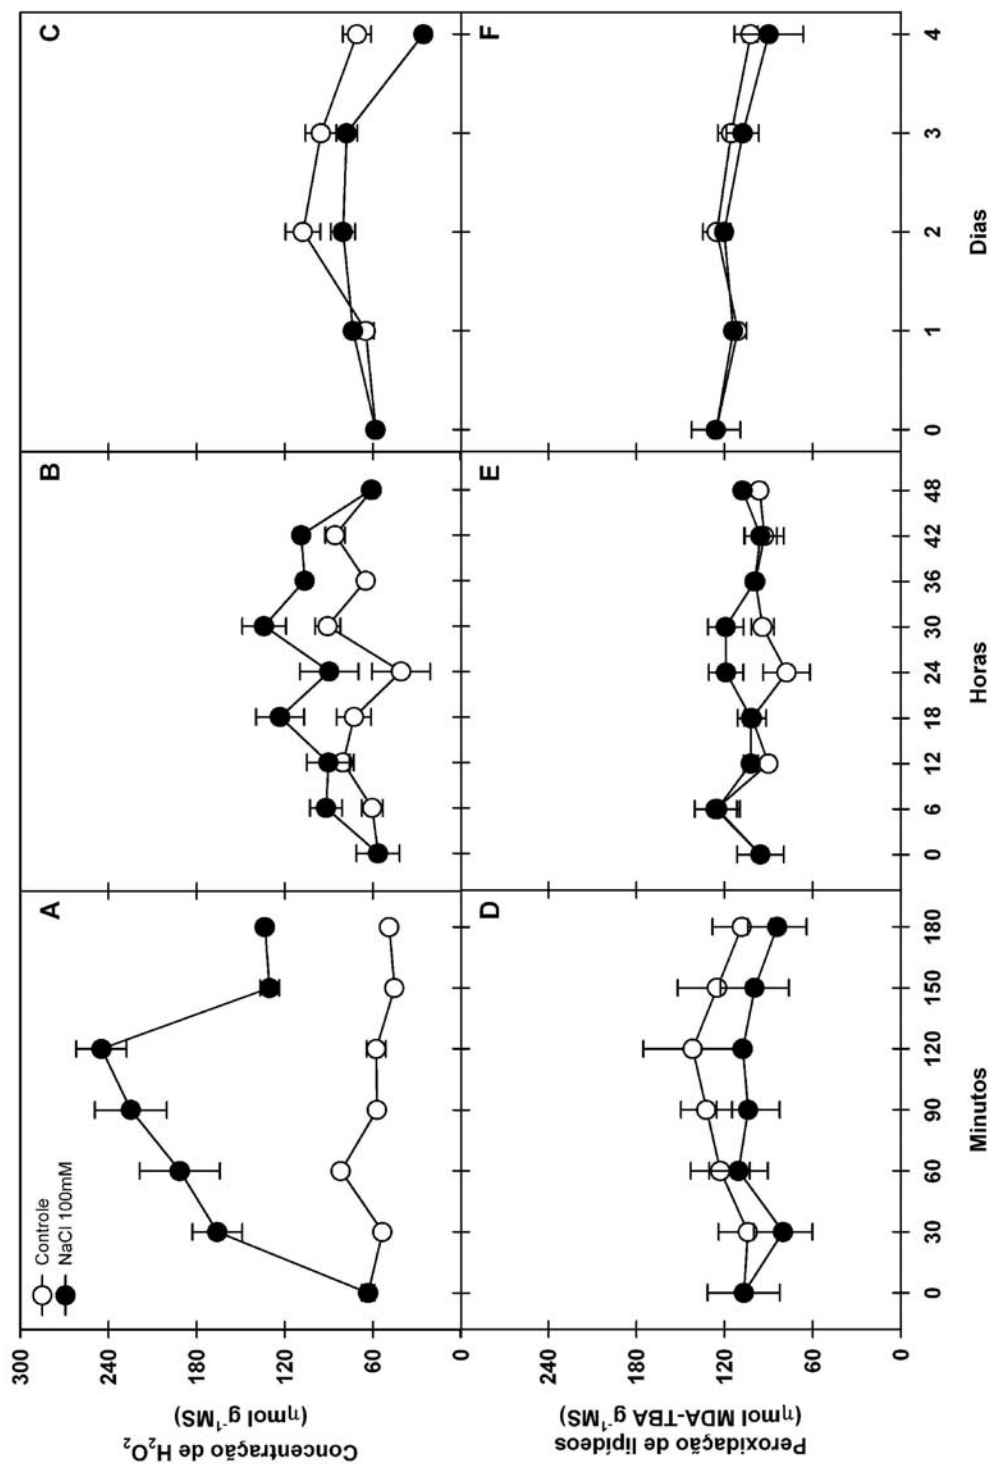 A
B
C
Controle
NaCl 100mM
300
240
180
120
60
0
Concentração de H₂O₂
(ηmol g⁻¹MS)
D
E
F
240
180
120
60
0
Peroxidação de lipídeos
(ηmol MDA-TBA g⁻¹MS)
0 30 60 90 120 150 180
0 6 12 18 24 30 36 42 48
0 1 2 3 4
Minutos
Horas
Dias